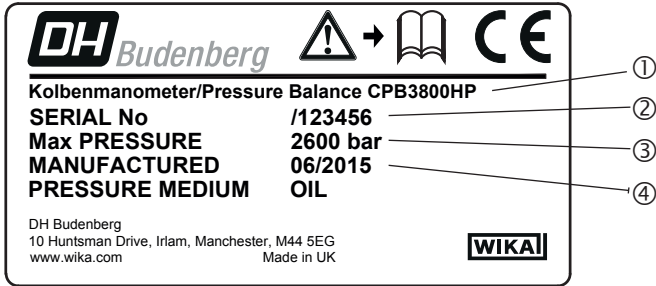 DH Budenberg CE
Kolbenmanometer/Pressure Balance CPB3800HP ①
SERIAL No /123456 ②
Max PRESSURE 2600 bar ③
MANUFACTURED 06/2015 ④
PRESSURE MEDIUM OIL
DH Budenberg
10 Huntsman Drive, Irlam, Manchester, M44 5EG
www.wika.com Made in UK
WIKA